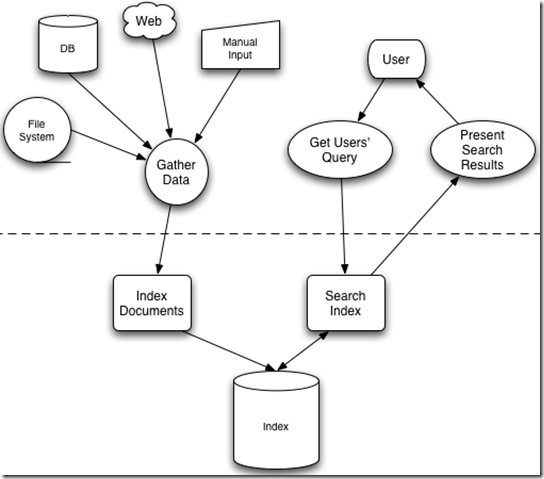 DB
Web
Manual
Input
File
System
Gather
Data
User
Get Users'
Query
Present
Search
Results
Index
Documents
Search
Index
Index